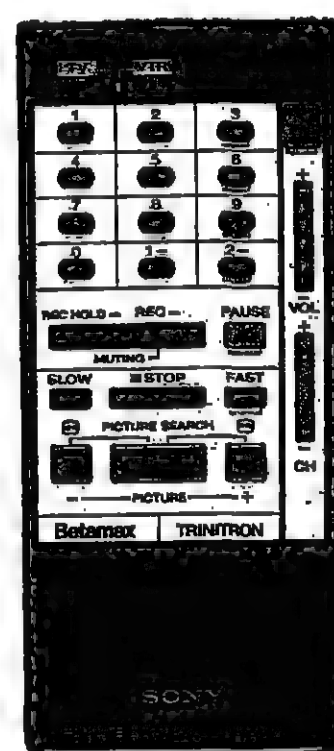 VTR
1 2 3
4 5 6
7 8 9
0 1– 2–
REC HOLD REC PAUSE
MUTING
+
– VOL
+
–
CH
SLOW STOP FAST
PICTURE SEARCH
– PICTURE +
Betamax TRINITRON
SONY